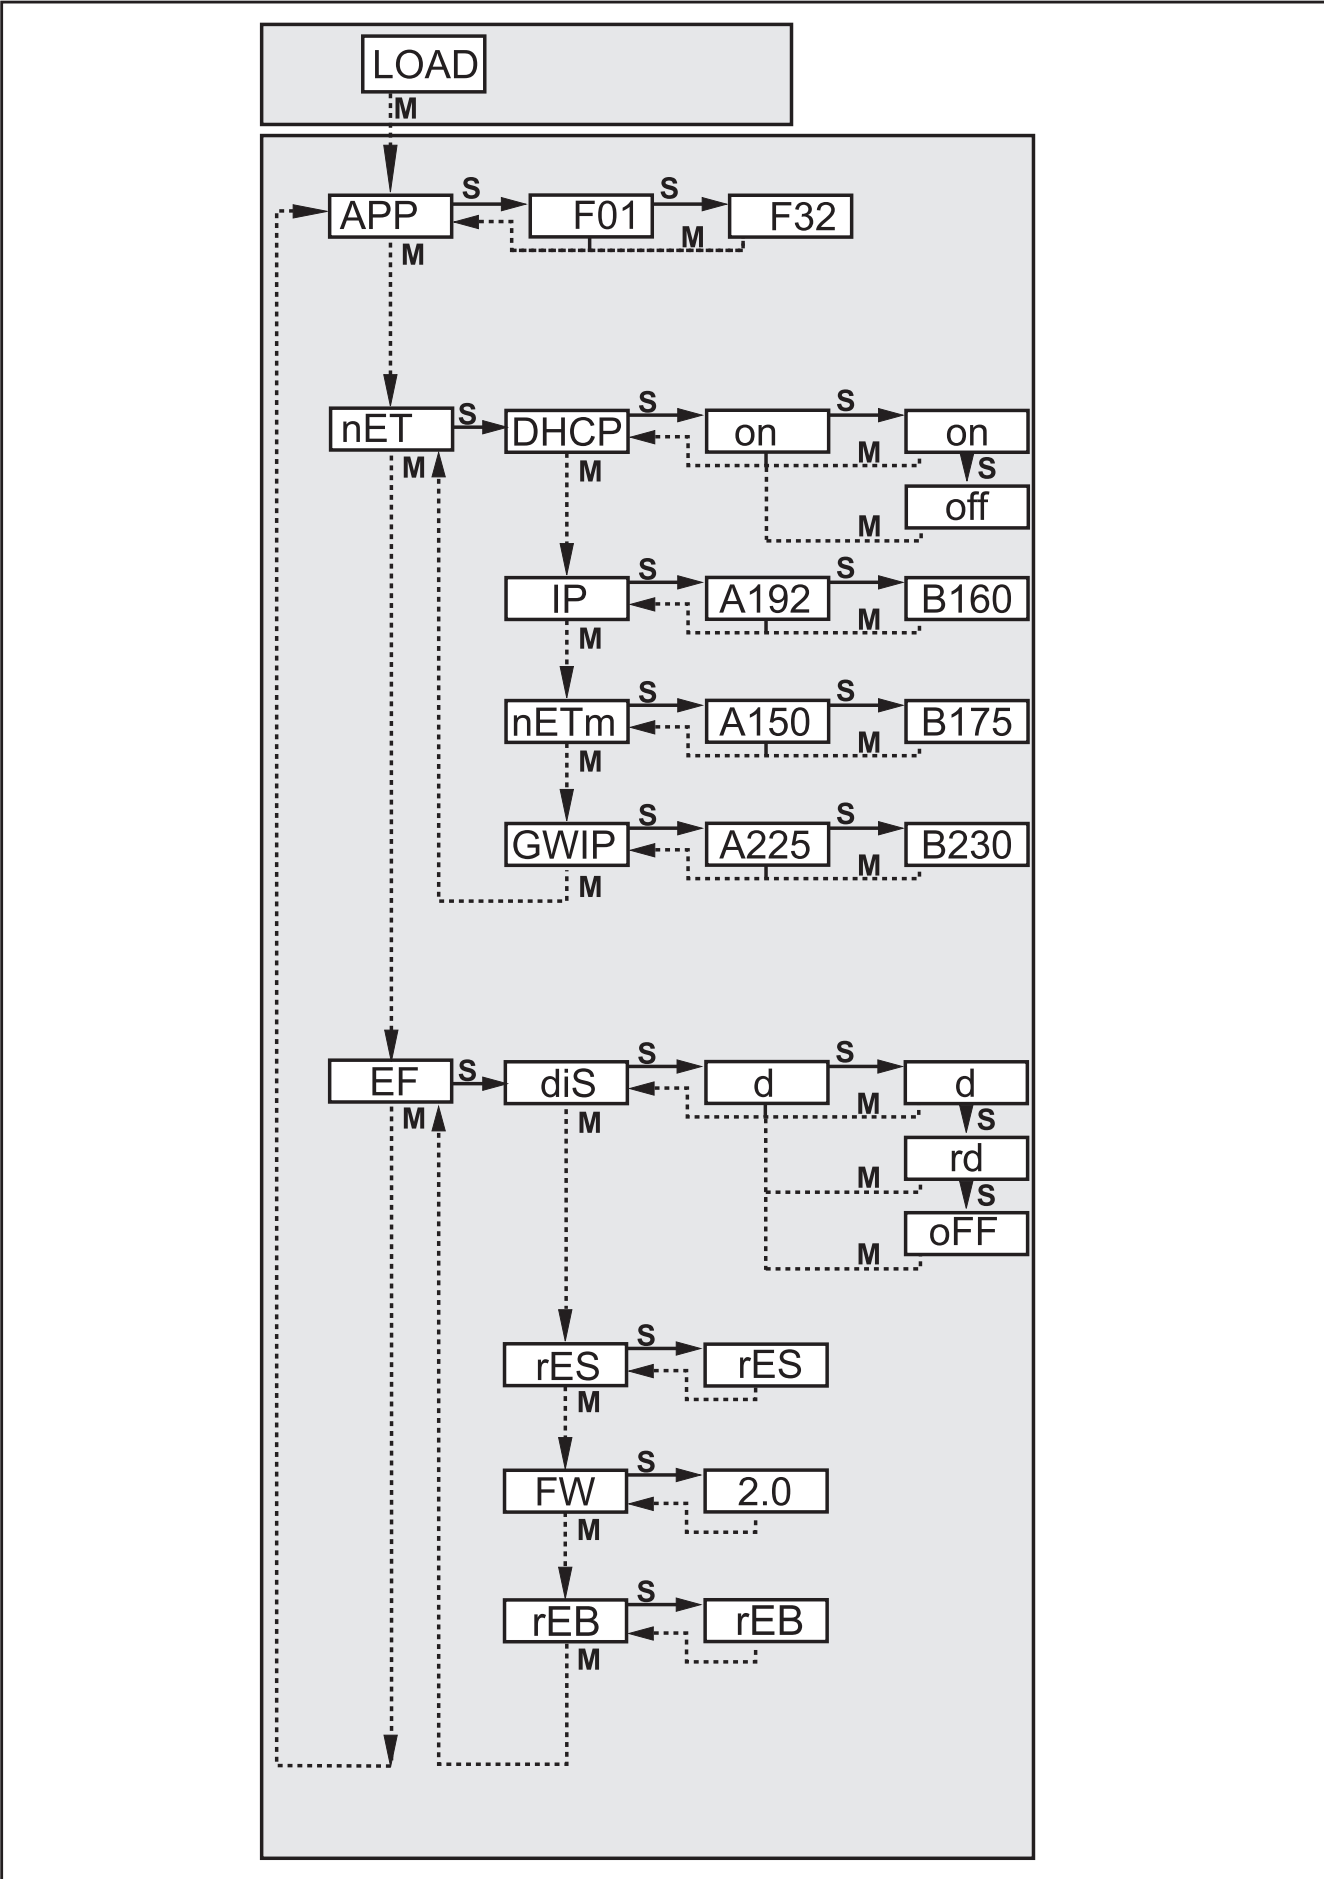 LOAD
M
S S
APP F01 F32
M M
S S S
nET DHCP on on
M M M S
off
M
S S
IP A192 B160
M M
S S
nETm A150 B175
M M
S S
GWIP A225 B230
M M
S S S
EF diS d d
M M M S
rd
M S
oFF
M
S
rES rES
M
S
FW 2.0
M
S
rEB rEB
M